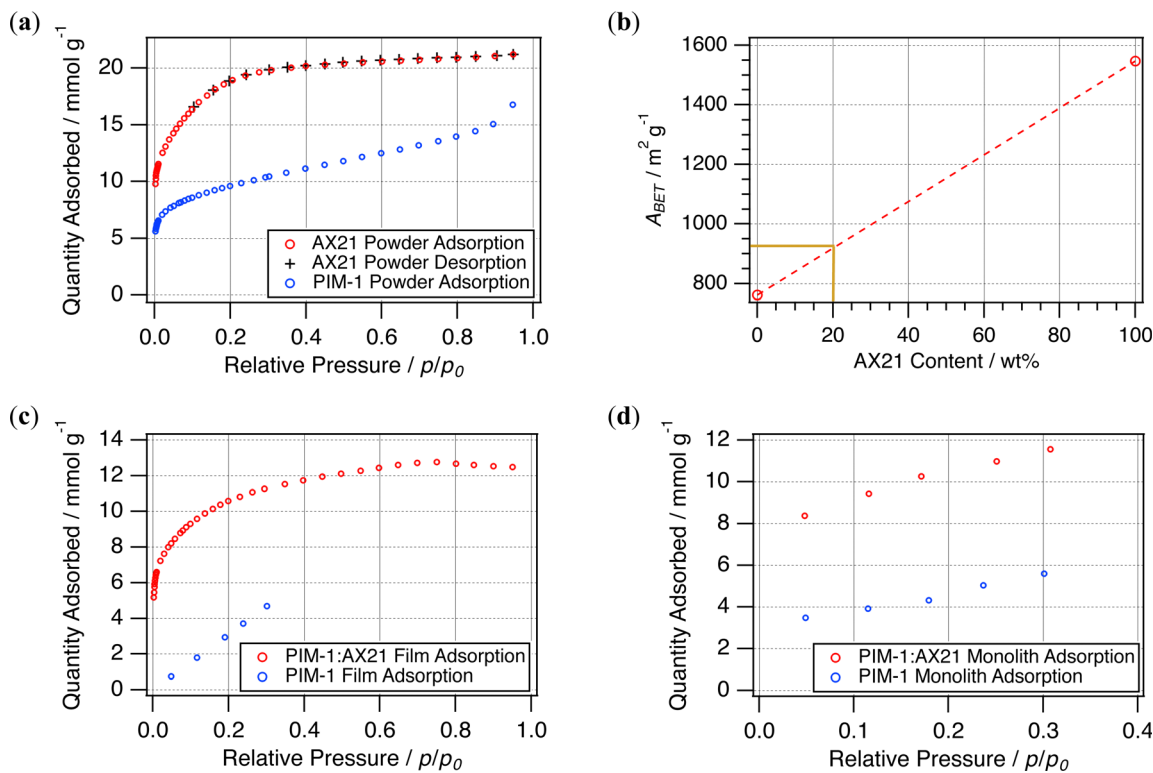 (a)
Quantity Adsorbed / mmol g-1
20
15
10
5
0
AX21 Powder Adsorption
AX21 Powder Desorption
PIM-1 Powder Adsorption
0.0 0.2 0.4 0.6 0.8 1.0
Relative Pressure / p/p0
(b)
ABET / m2 g-1
1600
1400
1200
1000
800
0 20 40 60 80 100
AX21 Content / wt%
(c)
Quantity Adsorbed / mmol g-1
14
12
10
8
6
4
2
0
PIM-1:AX21 Film Adsorption
PIM-1 Film Adsorption
0.0 0.2 0.4 0.6 0.8 1.0
Relative Pressure / p/p0
(d)
Quantity Adsorbed / mmol g-1
12
10
8
6
4
2
0
PIM-1:AX21 Monolith Adsorption
PIM-1 Monolith Adsorption
0.0 0.1 0.2 0.3 0.4
Relative Pressure / p/p0